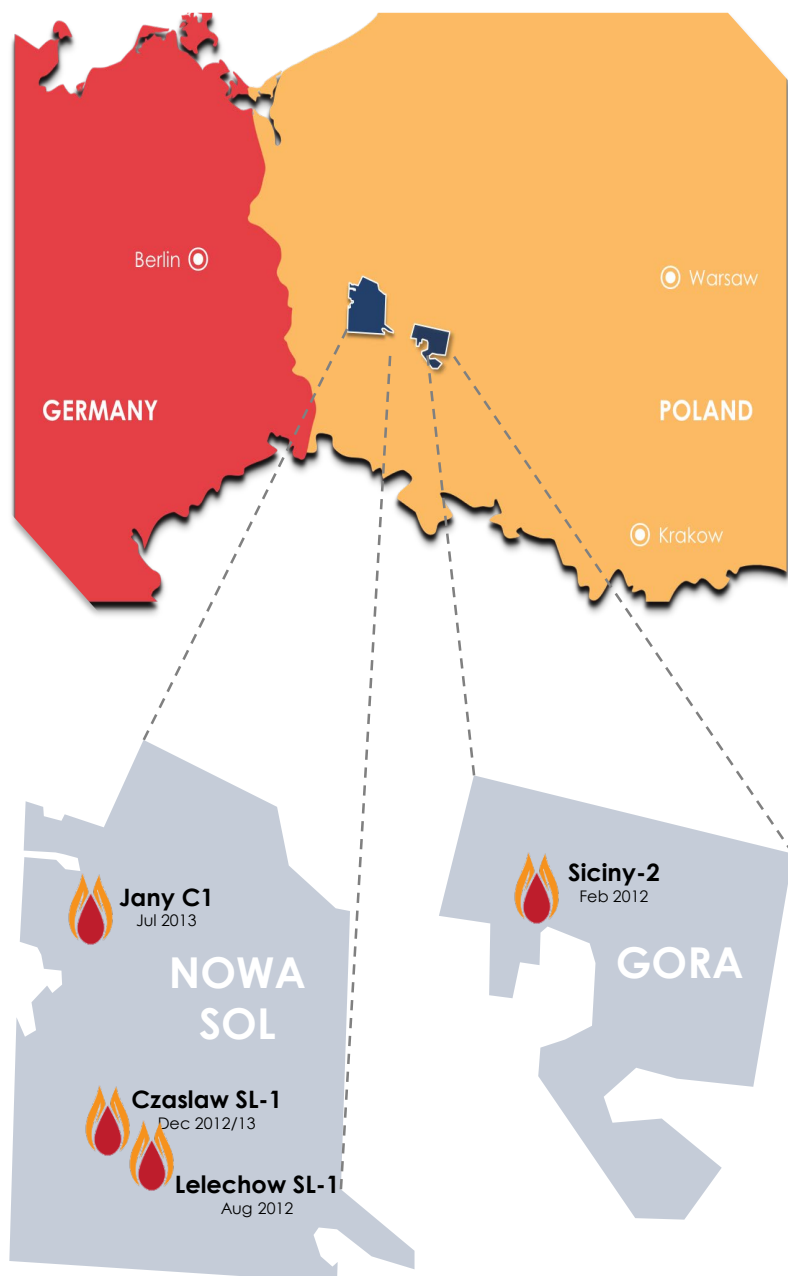 Berlin
Warsaw
GERMANY
POLAND
Krakow
Jany C1
Jul 2013
NOWA
SOL
Czaslaw SL-1
Dec 2012/13
Lelechow SL-1
Aug 2012
Siciny-2
Feb 2012
GORA